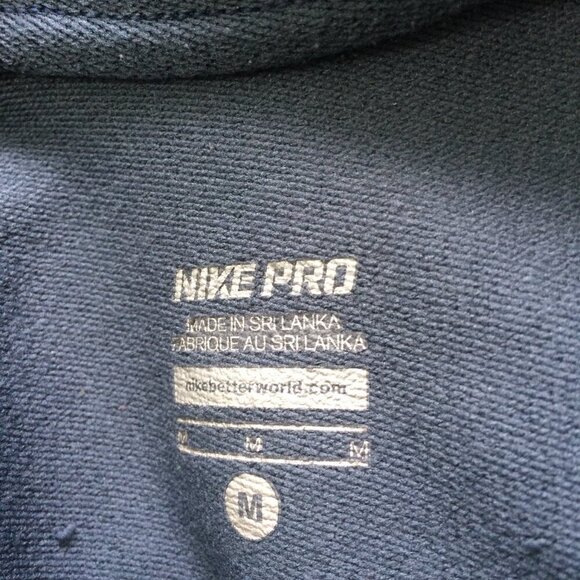 NIKE PRO
MADE IN SRI LANKA
FABRIQUE AU SRI LANKA
nikebetterworld.com
M M M
M